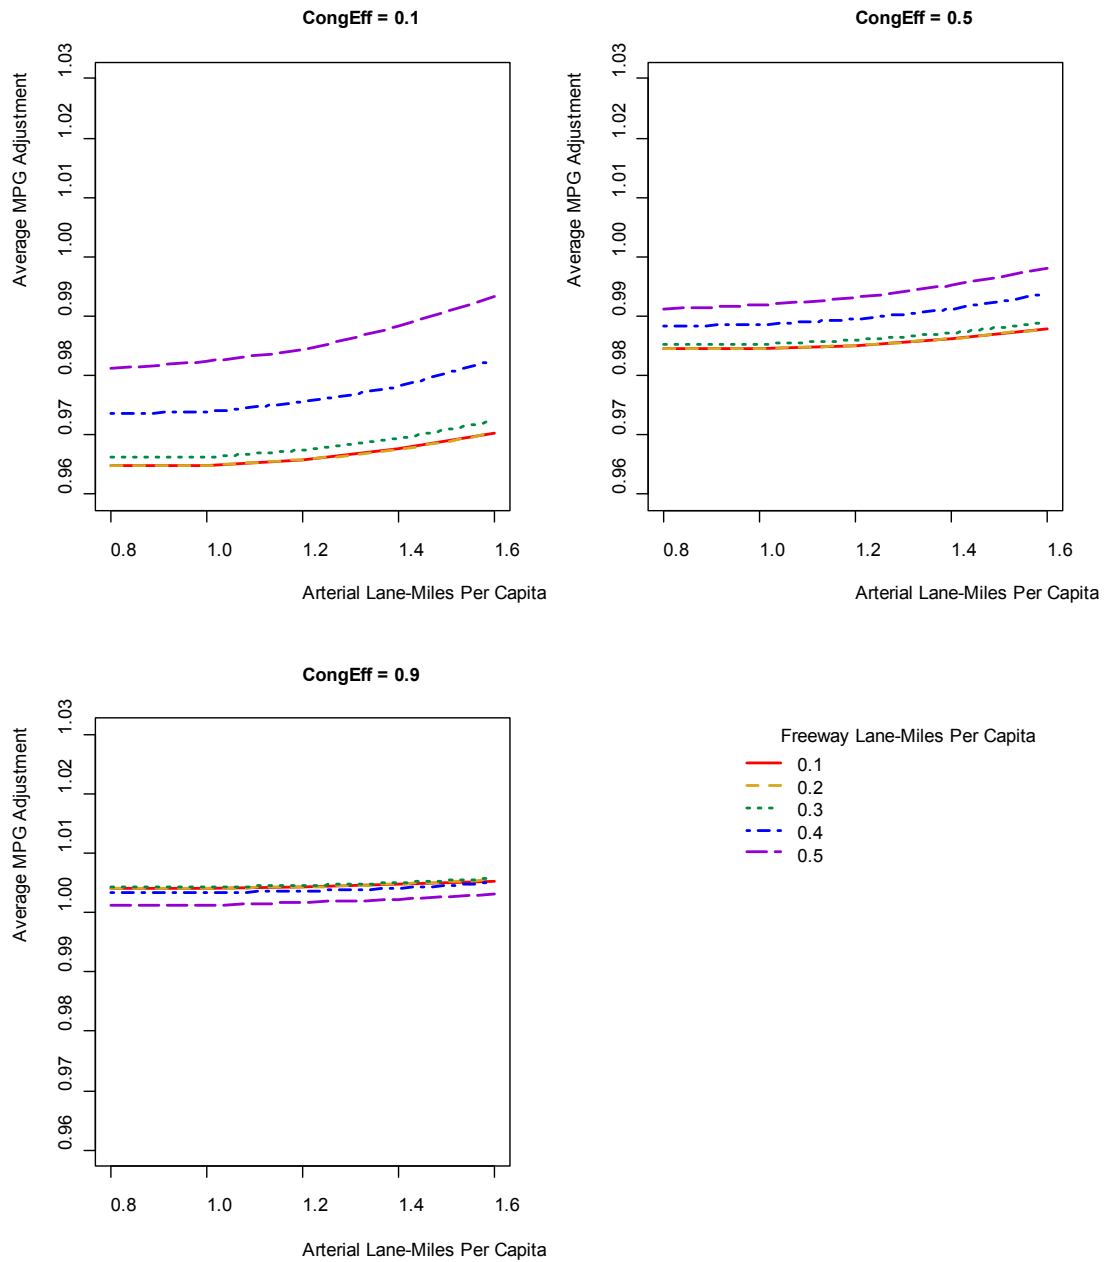 CongEff = 0.1
Average MPG Adjustment
1.03
1.02
1.01
1.00
0.99
0.98
0.97
0.96
0.8 1.0 1.2 1.4 1.6
Arterial Lane-Miles Per Capita
CongEff = 0.5
Average MPG Adjustment
1.03
1.02
1.01
1.00
0.99
0.98
0.97
0.96
0.8 1.0 1.2 1.4 1.6
Arterial Lane-Miles Per Capita
CongEff = 0.9
Average MPG Adjustment
1.03
1.02
1.01
1.00
0.99
0.98
0.97
0.96
0.8 1.0 1.2 1.4 1.6
Arterial Lane-Miles Per Capita
Freeway Lane-Miles Per Capita
0.1
0.2
0.3
0.4
0.5